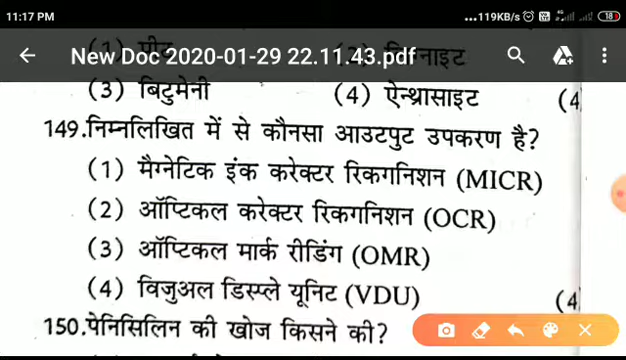 11:17 PM ...119KB/s 18
New Doc 2020-01-29 22.11.43.pdf
(1) पीट
(3) बिटुमेनी (4) ऐन्थ्रासाइट (4
149.निम्नलिखित में से कौनसा आउटपुट उपकरण है?
(1) मैग्नेटिक इंक करेक्टर रिकगनिशन (MICR)
(2) ऑप्टिकल करेक्टर रिकगनिशन (OCR)
(3) ऑप्टिकल मार्क रीडिंग (OMR)
(4) विजुअल डिस्प्ले यूनिट (VDU) (4
150.पेनिसिलिन की खोज किसने की?